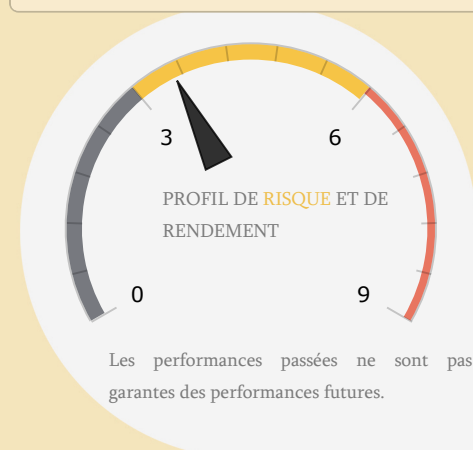 3 6
PROFIL DE RISQUE ET DE
RENDEMENT
0 9
Les performances passées ne sont pas
garantes des performances futures.